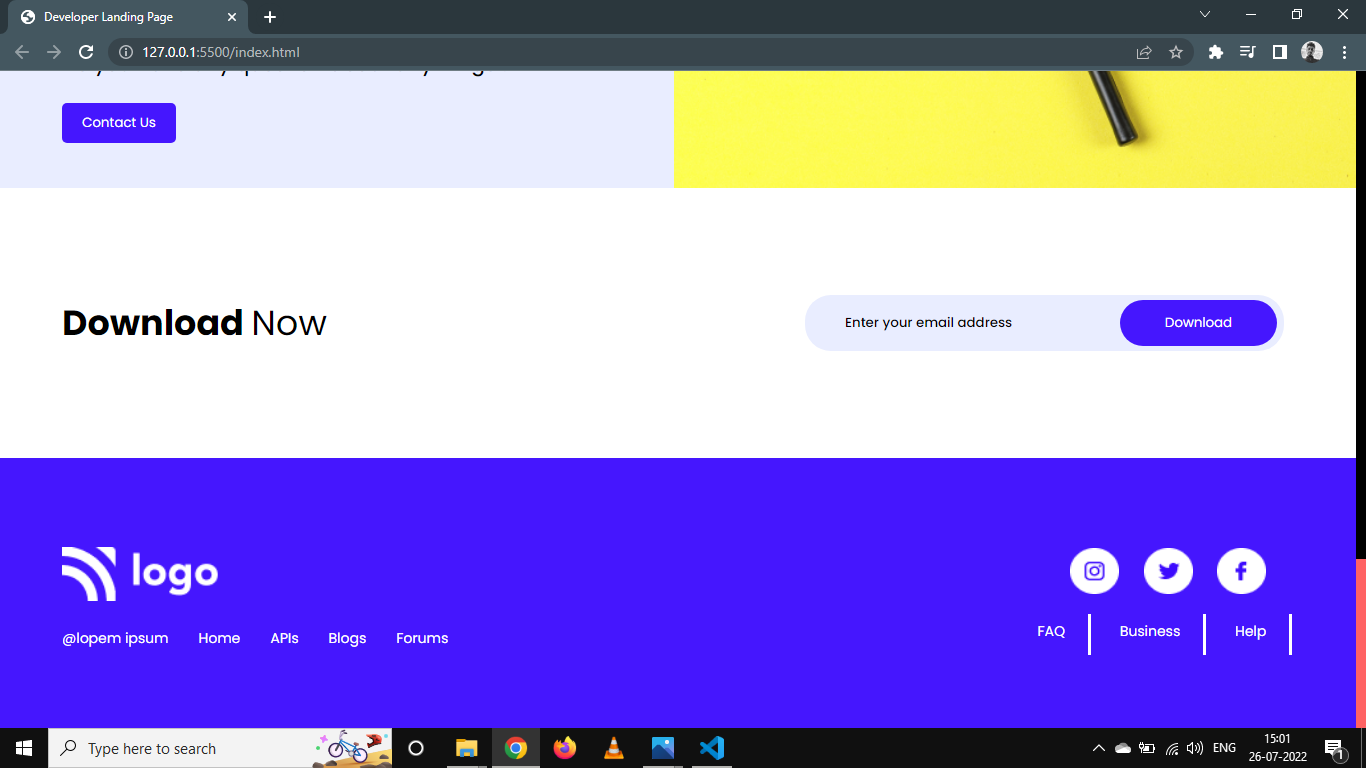 Developer Landing Page
127.0.0.1:5500/index.html
Contact Us
Download Now
Enter your email address
Download
logo
@lopem ipsum Home APIs Blogs Forums
FAQ Business Help
Type here to search
ENG
15:01
26-07-2022
1